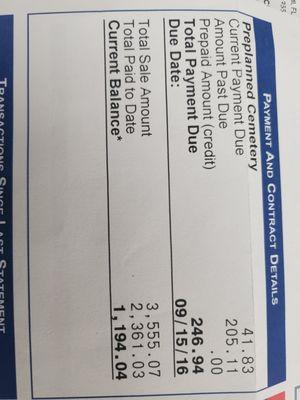 PAYMENT AND CONTRACT DETAILS
Preplanned Cemetery
Current Payment Due 41.83
Amount Past Due 205.11
Prepaid Amount (credit) .00
Total Payment Due 246.94
Due Date: 09/15/16
Total Sale Amount 3,555.07
Total Paid to Date 2,361.03
Current Balance* 1,194.04
TRANSACTIONS SINCE LAST STATEMENT